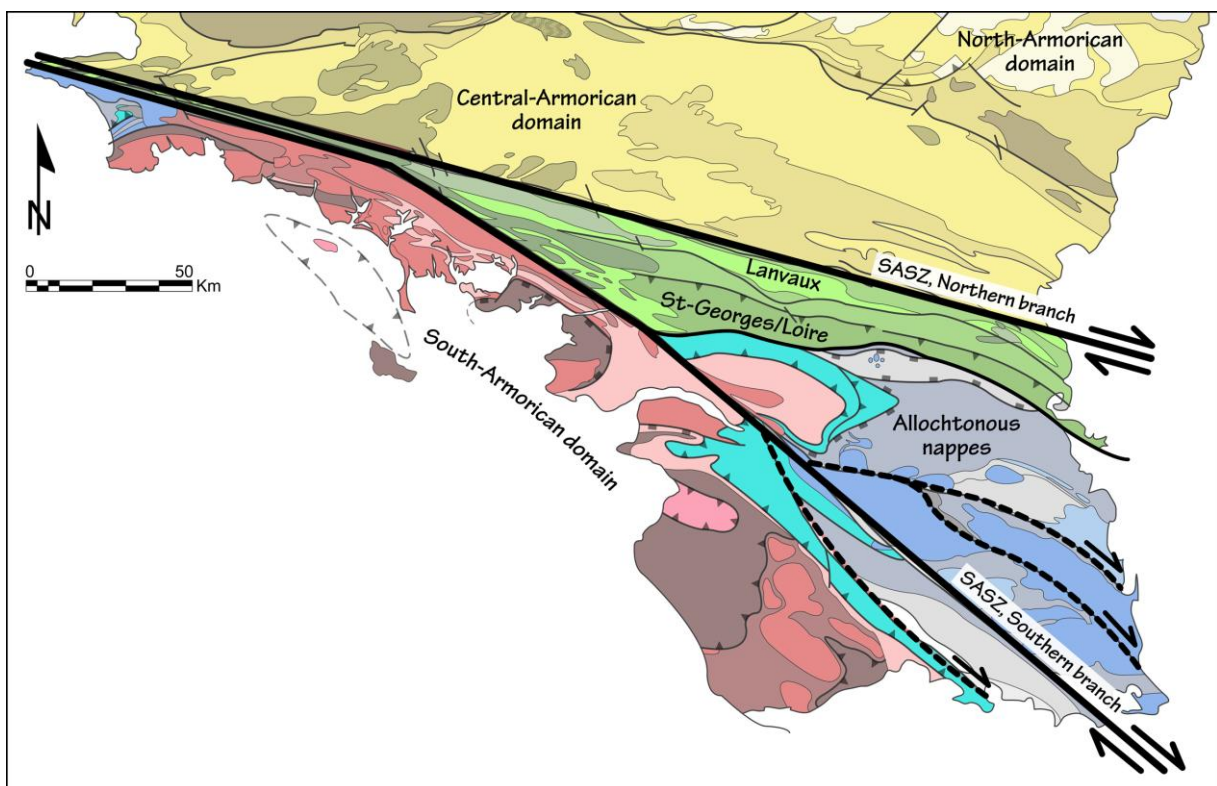 North-Armorican
domain
Central-Armorican
domain
N
0 50
Km
Lanvaux
SASZ, Northern branch
St-Georges/Loire
South-Armorican domain
Allochtonous
nappes
SASZ, Southern branch